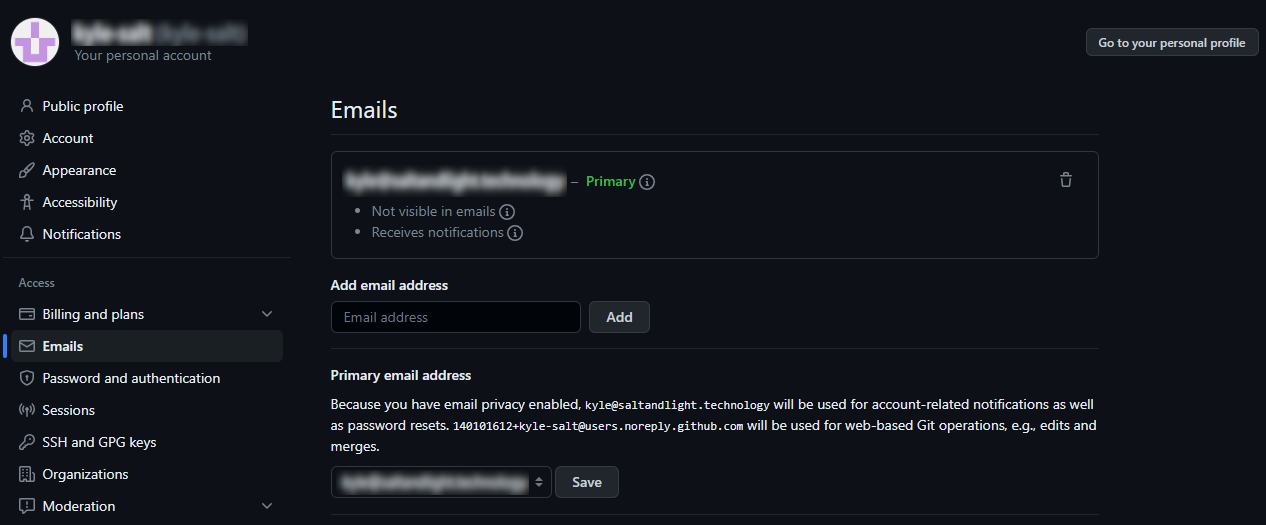 Your personal account
Go to your personal profile
Public profile
Account
Appearance
Accessibility
Notifications
Access
Billing and plans
Emails
Password and authentication
Sessions
SSH and GPG keys
Organizations
Moderation
Emails
– Primary
Not visible in emails
Receives notifications
Add email address
Email address
Add
Primary email address
Because you have email privacy enabled, kyle@saltandlight.technology will be used for account-related notifications as well
as password resets. 140101612+kyle-salt@users.noreply.github.com will be used for web-based Git operations, e.g., edits and
merges.
Save